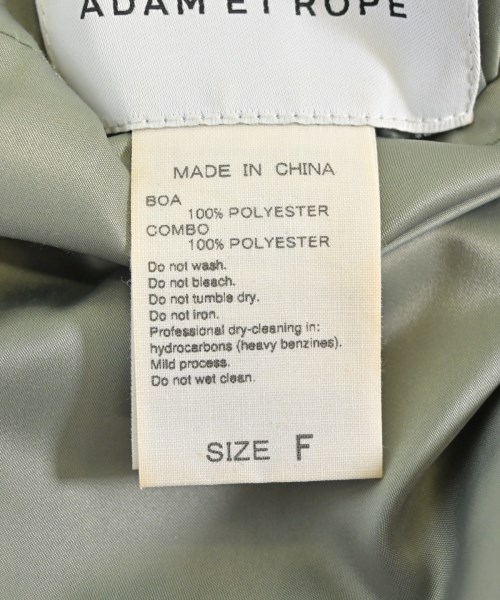 ADAM ET ROPE
MADE IN CHINA
BOA
100% POLYESTER
COMBO
100% POLYESTER
Do not wash.
Do not bleach.
Do not tumble dry.
Do not iron.
Professional dry-cleaning in:
hydrocarbons (heavy benzines).
Mild process.
Do not wet clean.
SIZE F